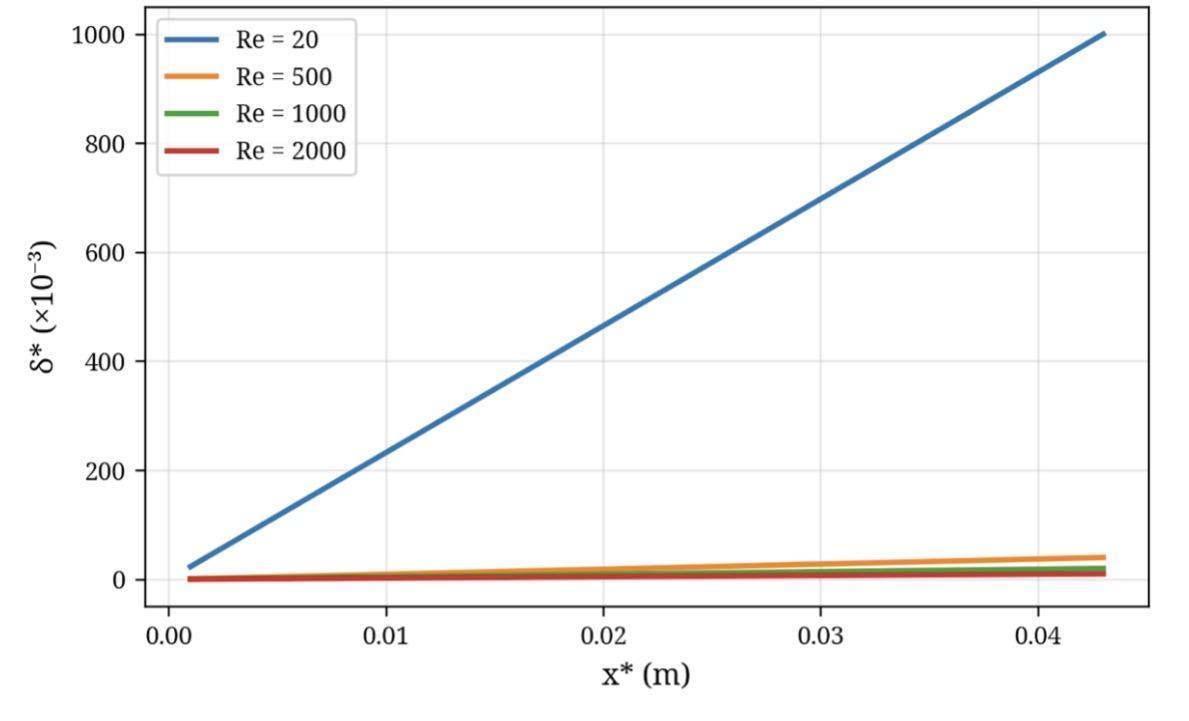 1000
800
600
400
200
0
δ* (×10⁻³)
Re = 20
Re = 500
Re = 1000
Re = 2000
0.00 0.01 0.02 0.03 0.04
x* (m)